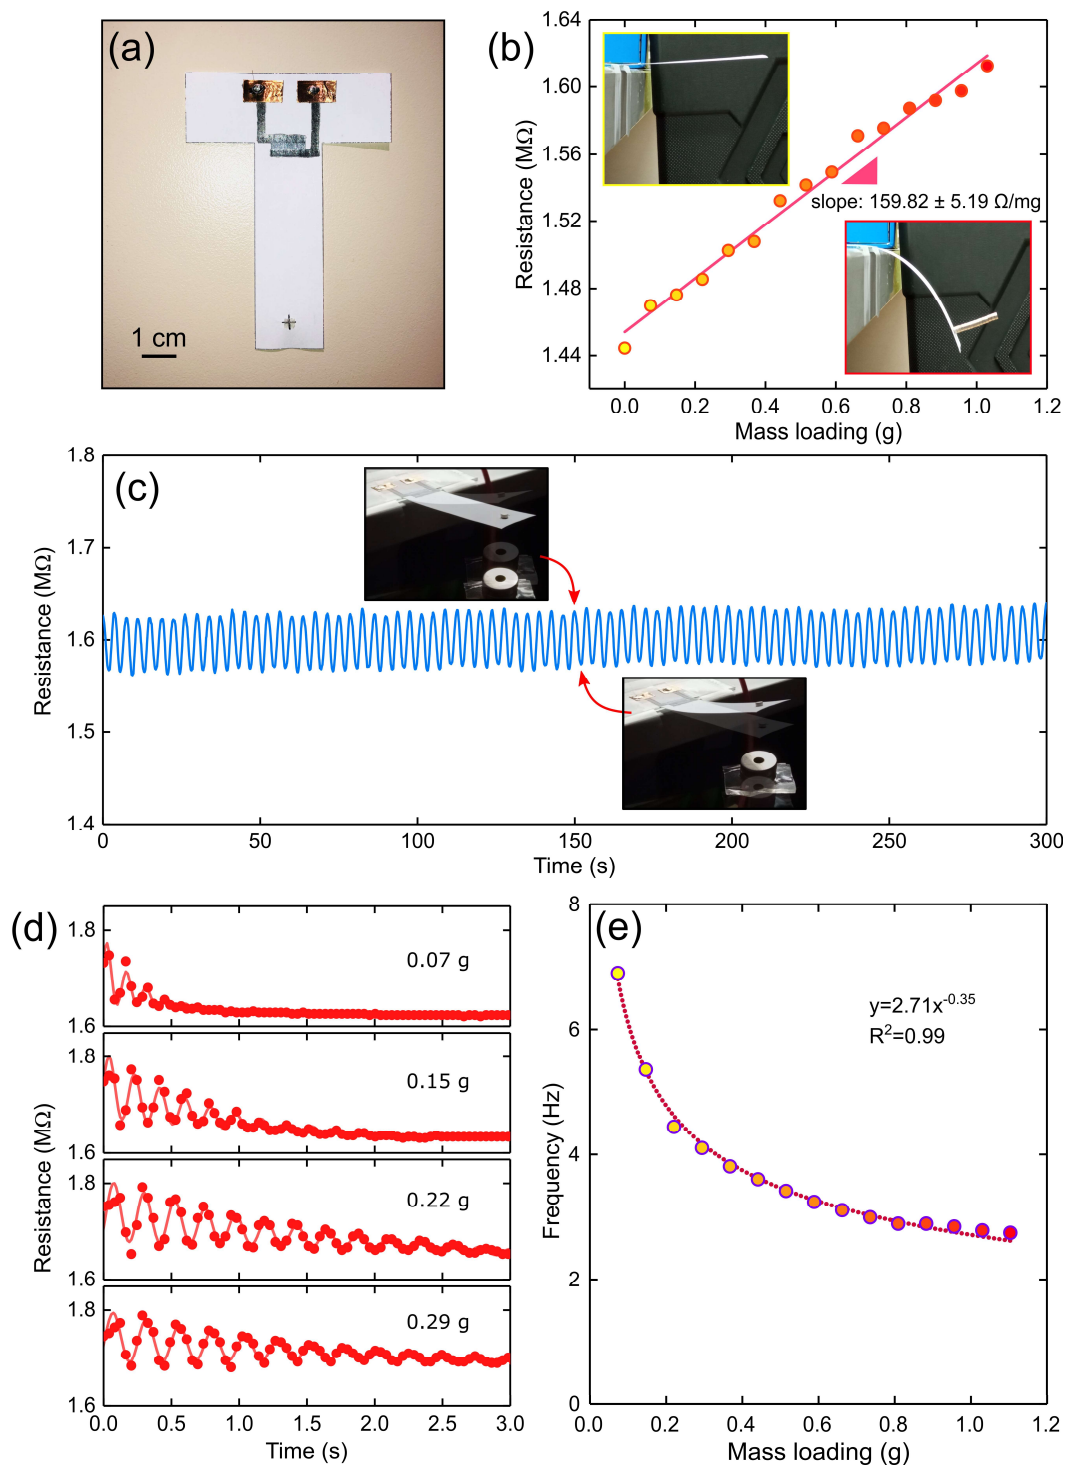 (a)
1 cm
(b)
1.64
1.60
1.56
1.52
1.48
1.44
Resistance (MΩ)
slope: 159.82 ± 5.19 Ω/mg
0.0 0.2 0.4 0.6 0.8 1.0 1.2
Mass loading (g)
(c)
1.8
1.7
1.6
1.5
1.4
Resistance (MΩ)
0 50 100 150 200 250 300
Time (s)
(d)
1.8
0.07 g
1.6
1.8
0.15 g
1.6
1.8
0.22 g
1.6
1.8
0.29 g
1.6
Resistance (MΩ)
0.0 0.5 1.0 1.5 2.0 2.5 3.0
Time (s)
(e)
8
6
4
2
0
Frequency (Hz)
y=2.71x⁻⁰·³⁵
R²=0.99
0.0 0.2 0.4 0.6 0.8 1.0 1.2
Mass loading (g)